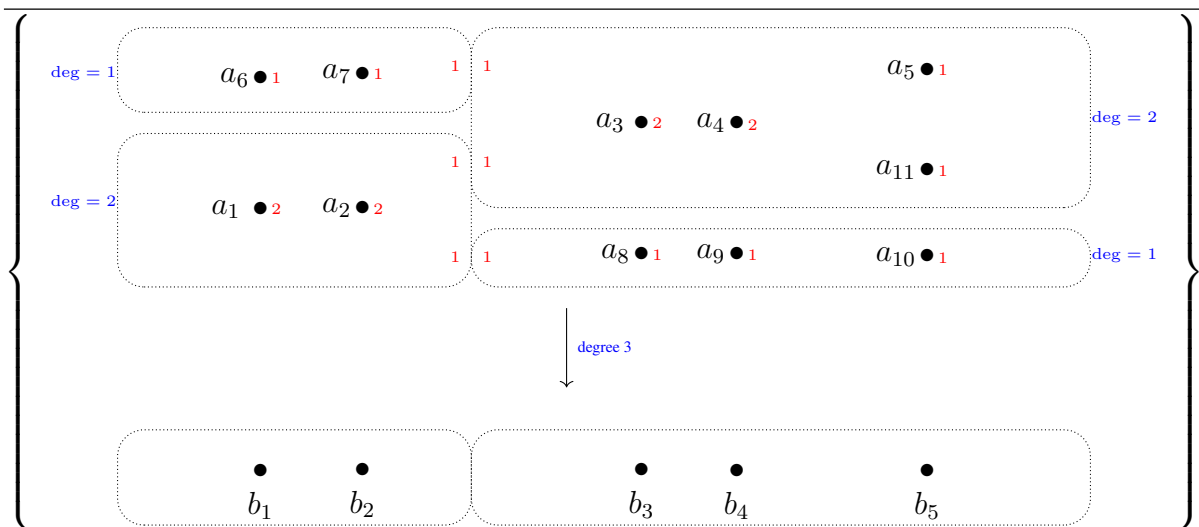 deg = 1 a₆ 1 a₇ 1 1 1 a₅ 1
a₃ 2 a₄ 2 deg = 2
1 1 a₁₁ 1
deg = 2 a₁ 2 a₂ 2
1 1 a₈ 1 a₉ 1 a₁₀ 1 deg = 1
degree 3
b₁ b₂ b₃ b₄ b₅